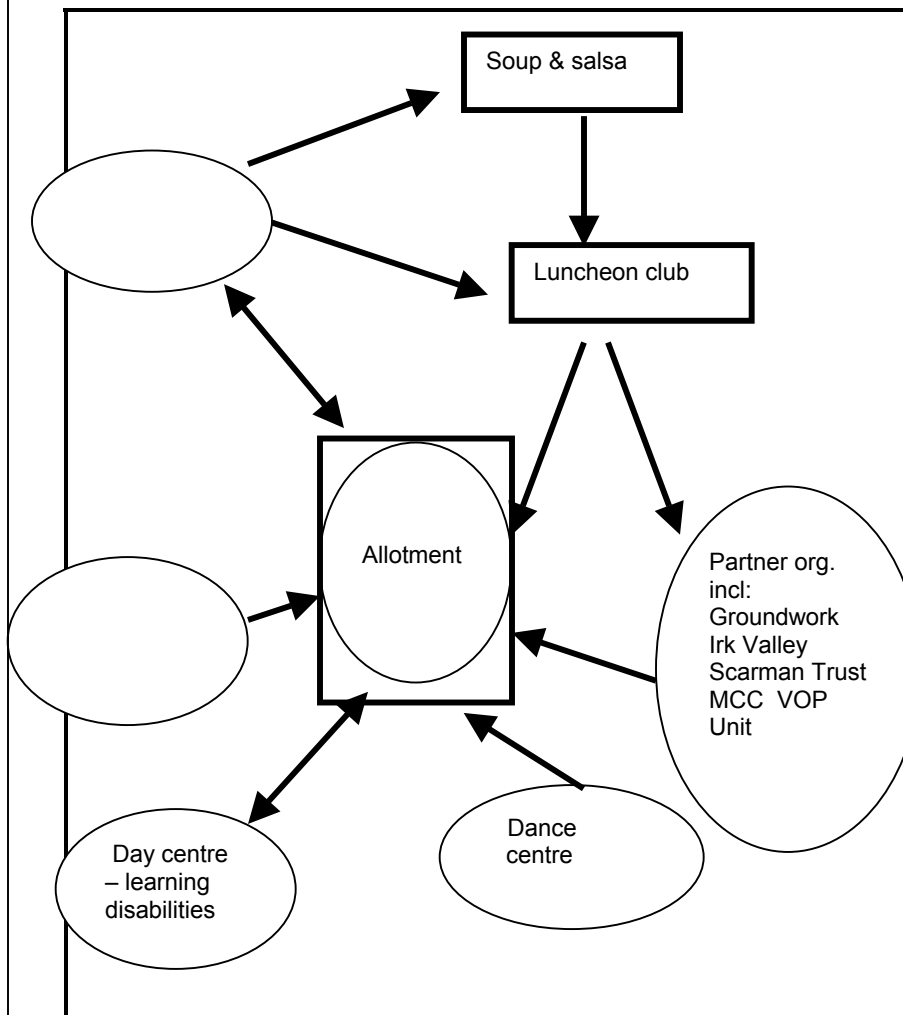 Soup & salsa
Luncheon club
Allotment
Partner org.
incl:
Groundwork
Irk Valley
Scarman Trust
MCC VOP
Unit
Day centre
– learning
disabilities
Dance
centre